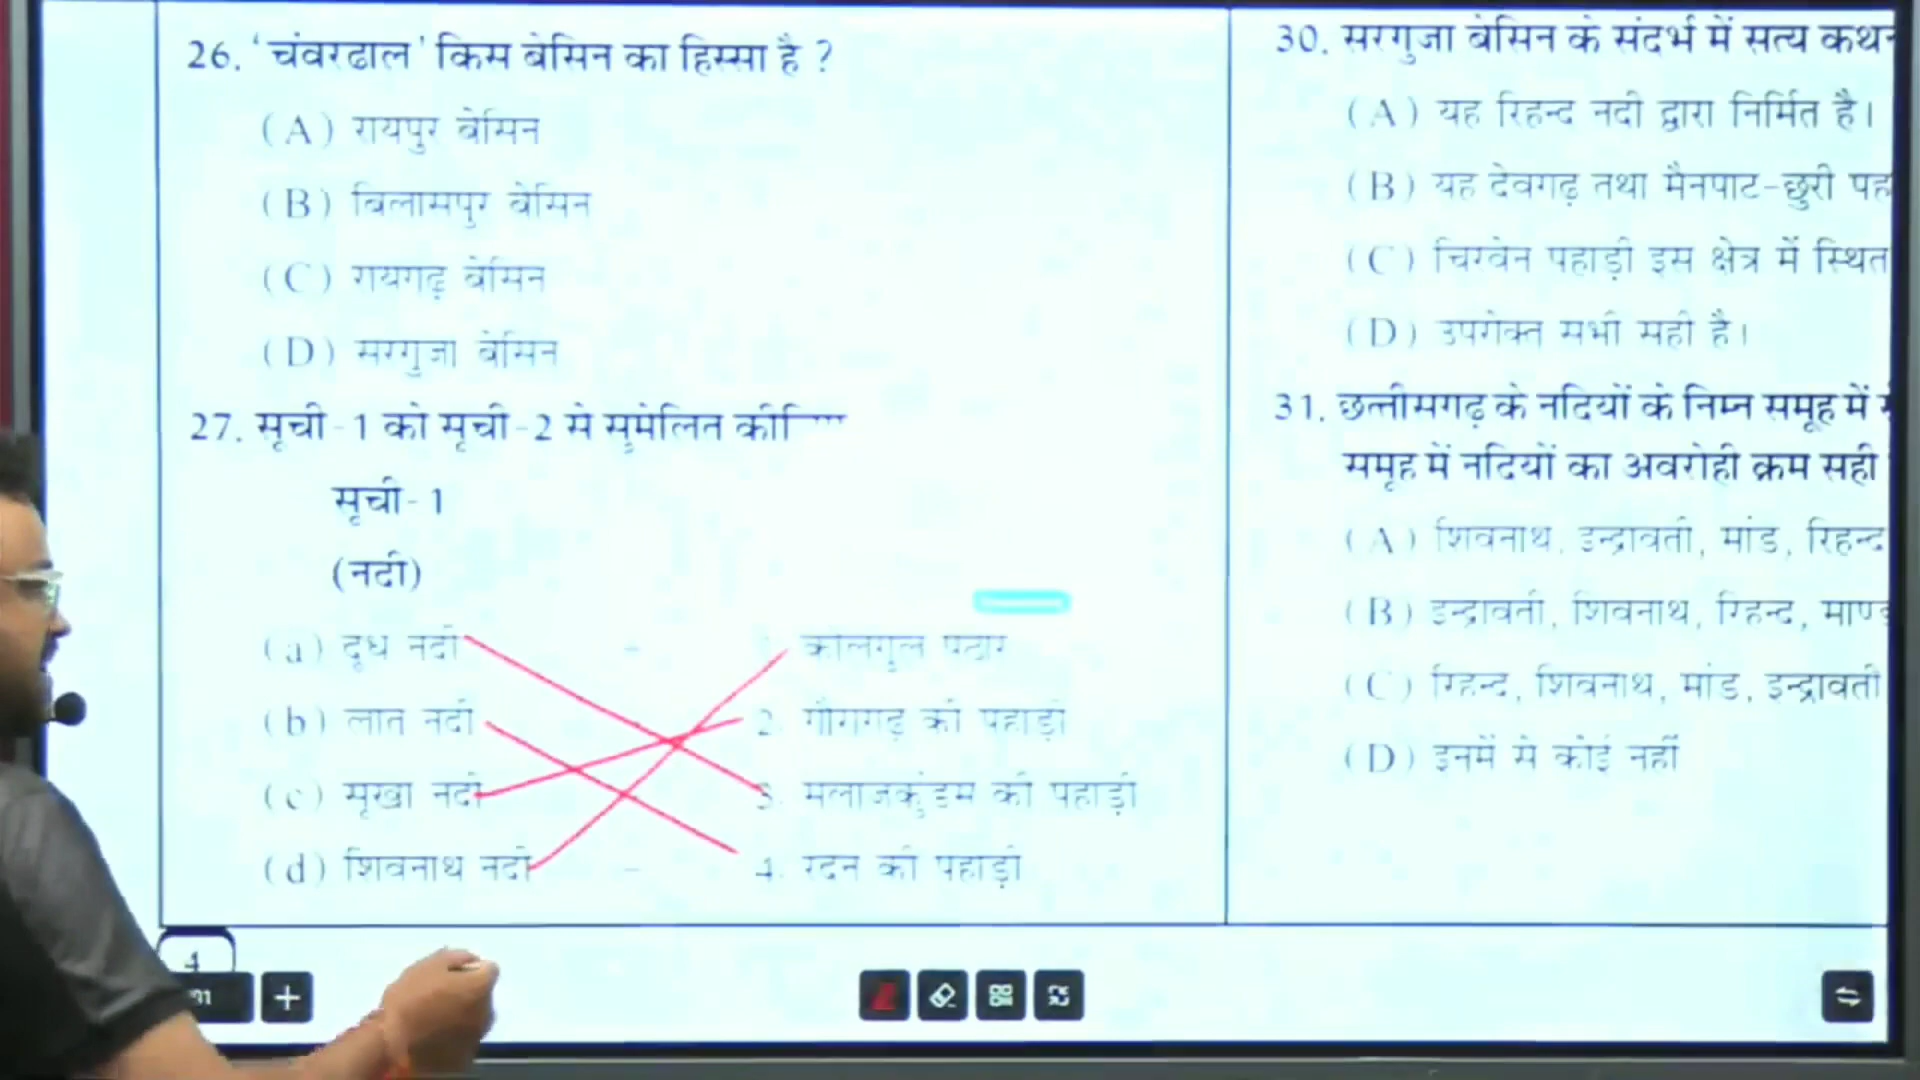 26. 'चंवरढाल' किस बेसिन का हिस्सा है ?
(A) रायपुर बेसिन
(B) बिलासपुर बेसिन
(C) रायगढ़ बेसिन
(D) सरगुजा बेसिन
27. सूची-1 को सूची-2 से सुमेलित
सूची-1
(नदी)
(a) दूध नदी - 1. कालगुल पठार
(b) लात नदी 2. गौरागढ़ की पहाड़ी
(c) सूखा नदी 3. मलाजकुंडम की पहाड़ी
(d) शिवनाथ नदी - 4. रदन की पहाड़ी
4
30. सरगुजा बेसिन के संदर्भ में सत्य
(A) यह रिहन्द नदी द्वारा निर्मित है।
(B) यह देवगढ़ तथा मैनपाट-छुरी
(C) चिरवेन पहाड़ी इस क्षेत्र में स्थित
(D) उपरोक्त सभी सही है।
31. छत्तीसगढ़ के नदियों के निम्न समूह में
समूह में नदियों का अवरोही क्रम सही
(A) शिवनाथ, इन्द्रावती, मांड, रिहन्द
(B) इन्द्रावती, शिवनाथ, रिहन्द,
(C) रिहन्द, शिवनाथ, मांड, इन्द्रावती
(D) इनमें से कोई नहीं